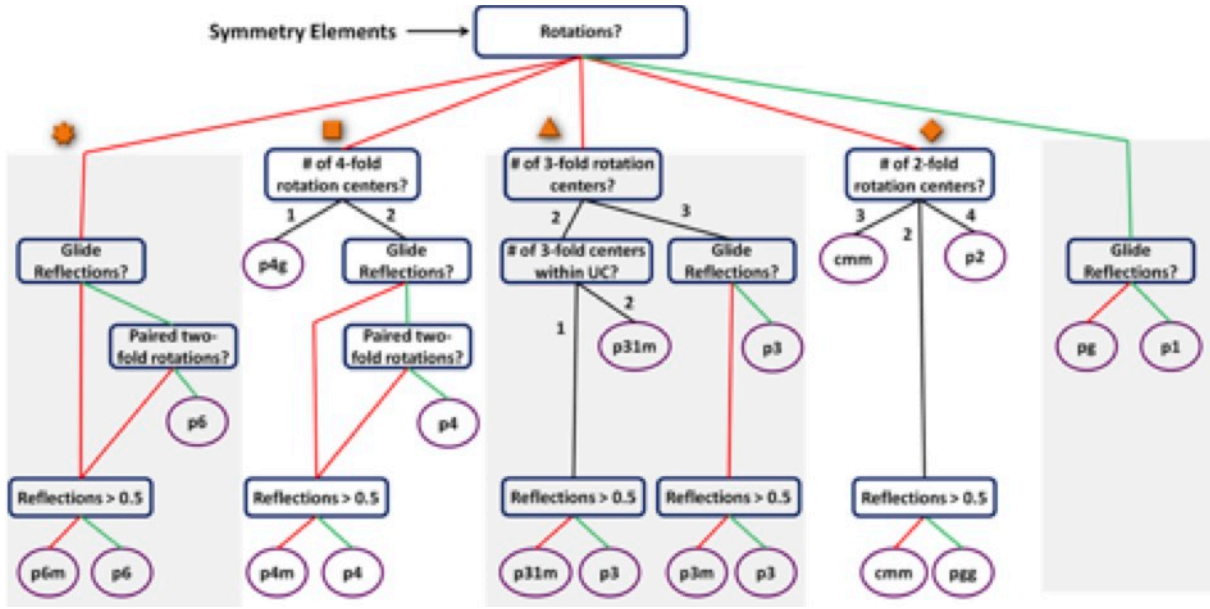 Symmetry Elements
Rotations?
# of 4-fold
rotation centers?
# of 3-fold rotation
centers?
# of 2-fold
rotation centers?
1
2
2
3
3
2
4
Glide
Reflections?
p4g
Glide
Reflections?
# of 3-fold centers
within UC?
Glide
Reflections?
cmm
p2
Glide
Reflections?
1
2
Paired two-
fold rotations?
Paired two-
fold rotations?
p31m
p3
pg
p1
p6
p4
Reflections > 0.5
Reflections > 0.5
Reflections > 0.5
Reflections > 0.5
Reflections > 0.5
p6m
p6
p4m
p4
p31m
p3
p3m
p3
cmm
pgg